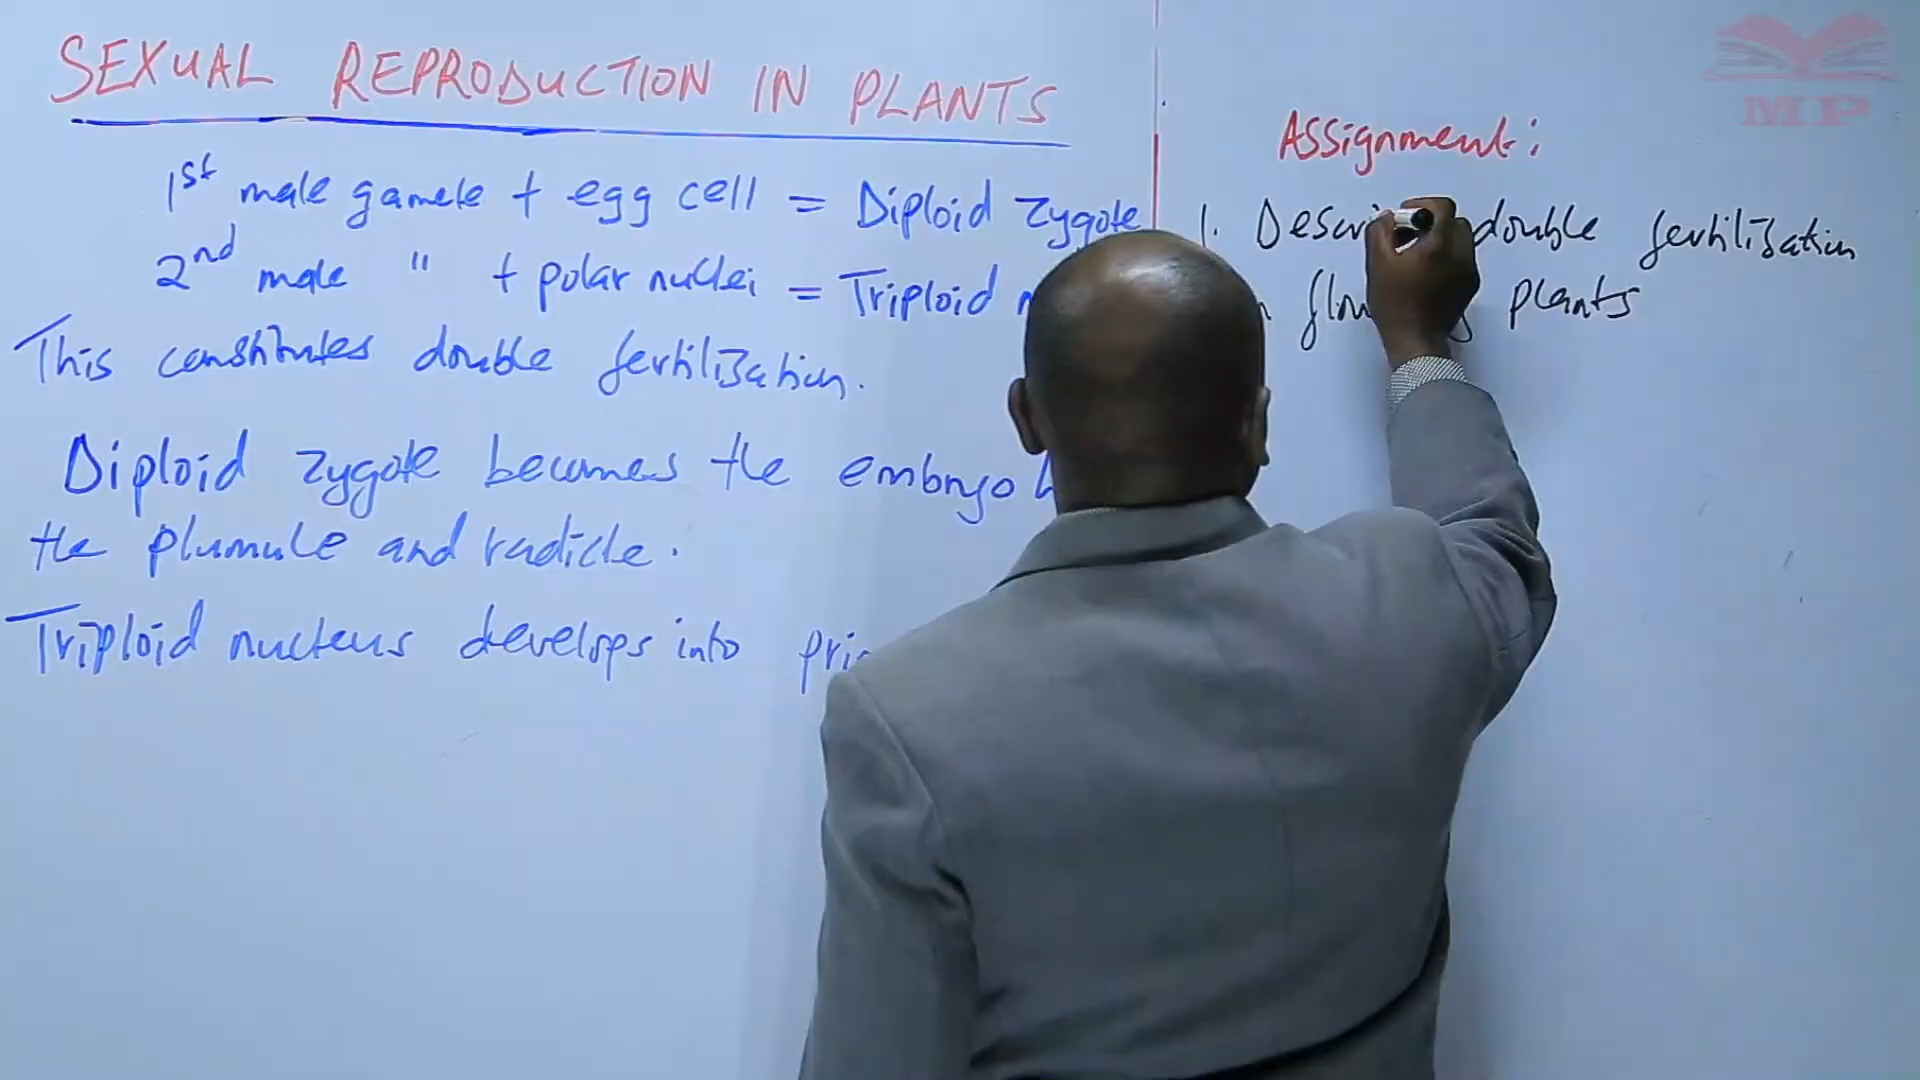 SEXUAL REPRODUCTION IN PLANTS
1st male gamete + egg cell = Diploid zygote
2nd male " + polar nuclei = Triploid
This constitutes double fertilization.
Diploid zygote becomes the embryo
the plumule and radicle.
Triploid nucleus develops into
Assignment:
1. double fertilization
plants
MP